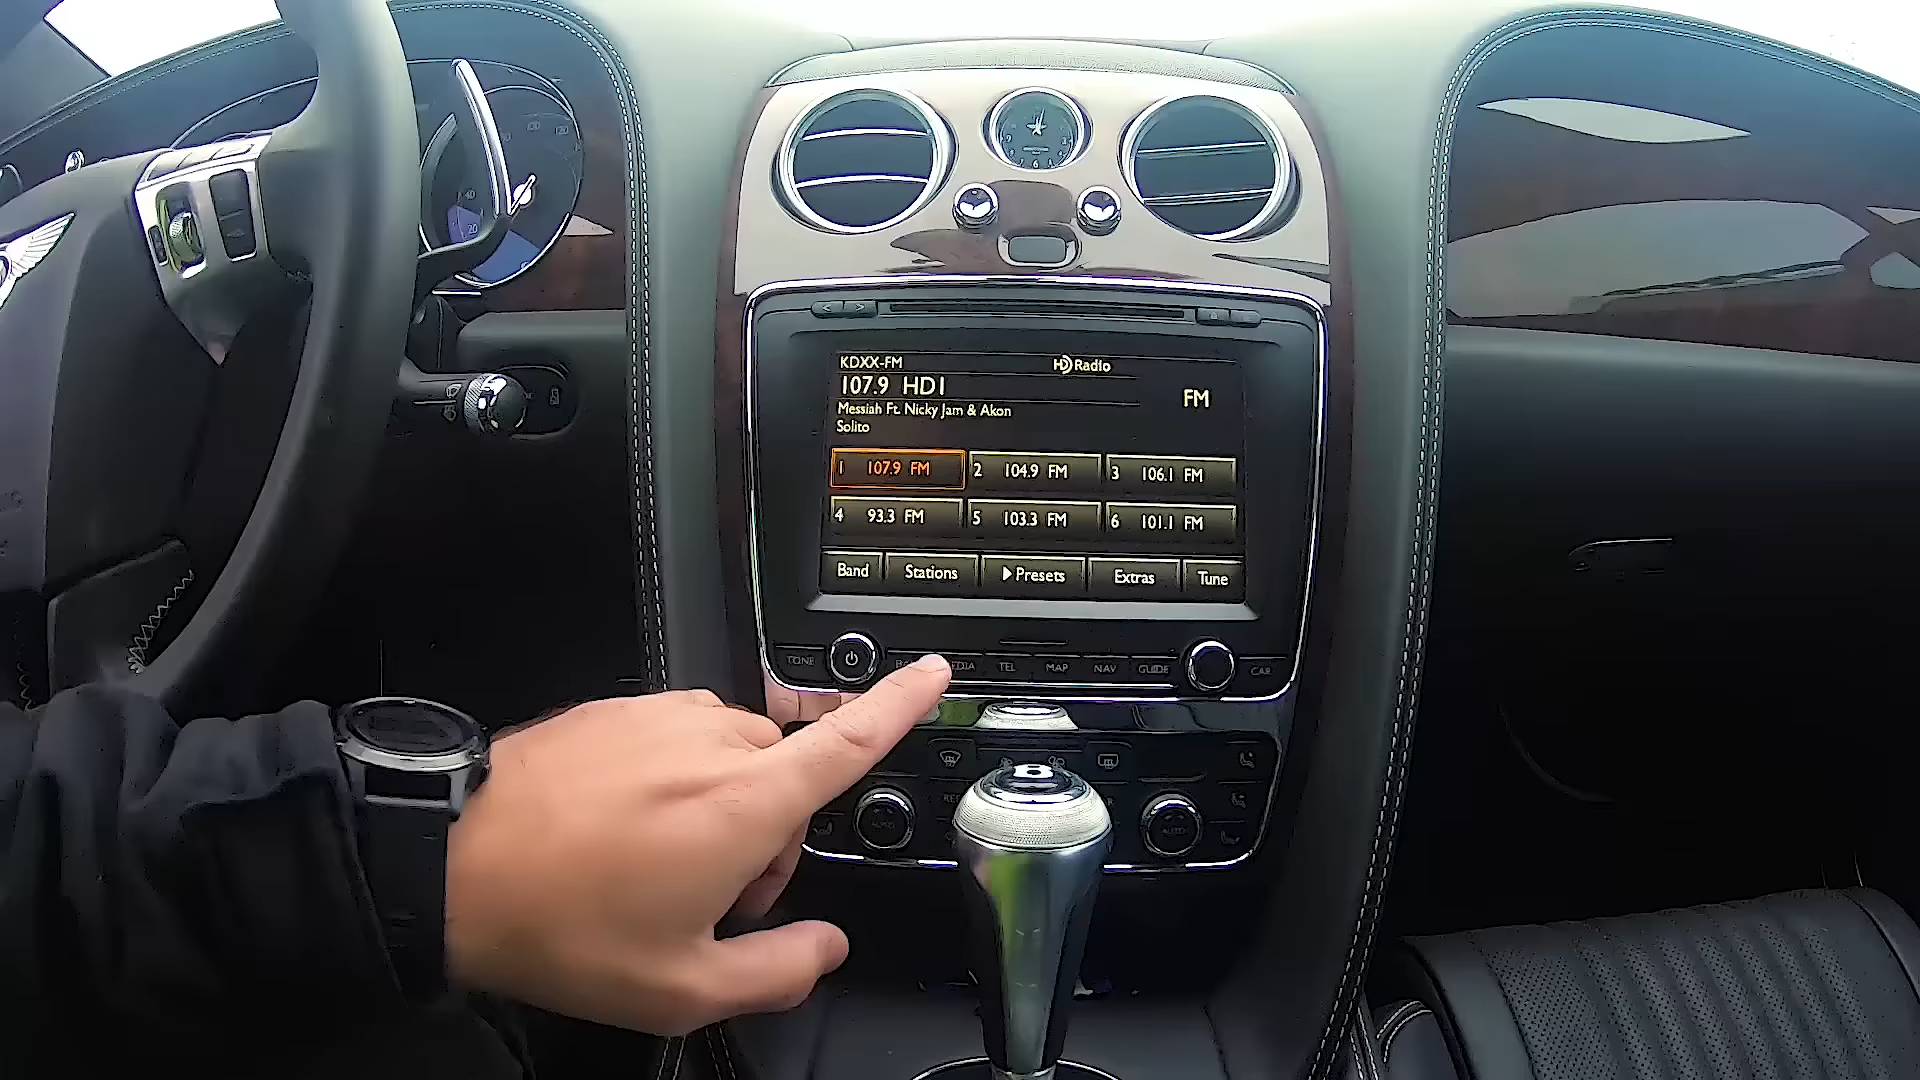 KDXX-FM
HD Radio
107.9 HD1
FM
Messiah Ft. Nicky Jam & Akon
Solito
1 107.9 FM
2 104.9 FM
3 106.1 FM
4 93.3 FM
5 103.3 FM
6 101.1 FM
Band
Stations
Presets
Extras
Tune
TONE
TEL
MAP
NAV
GUIDE
CAR